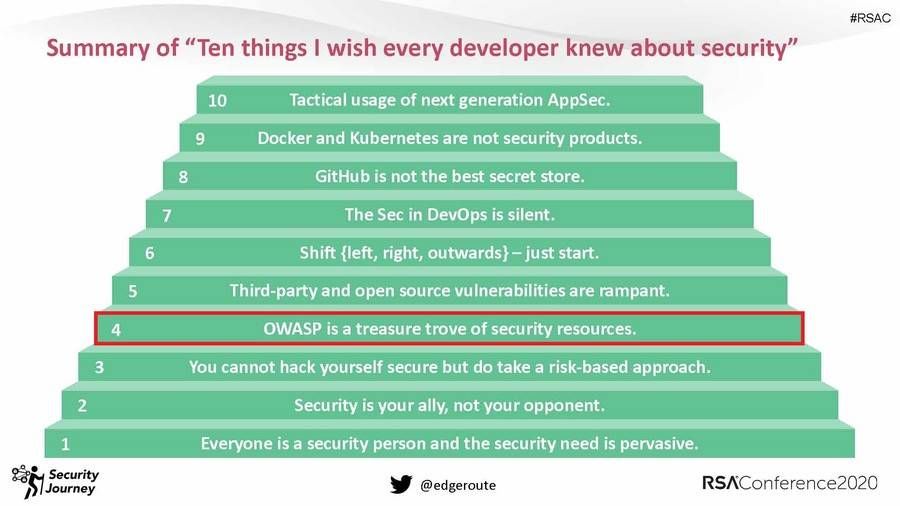 #RSAC
Summary of “Ten things I wish every developer knew about security”
10 Tactical usage of next generation AppSec.
9 Docker and Kubernetes are not security products.
8 GitHub is not the best secret store.
7 The Sec in DevOps is silent.
6 Shift {left, right, outwards} – just start.
5 Third-party and open source vulnerabilities are rampant.
4 OWASP is a treasure trove of security resources.
3 You cannot hack yourself secure but do take a risk-based approach.
2 Security is your ally, not your opponent.
1 Everyone is a security person and the security need is pervasive.
Security
Journey
@edgeroute
RSAConference2020